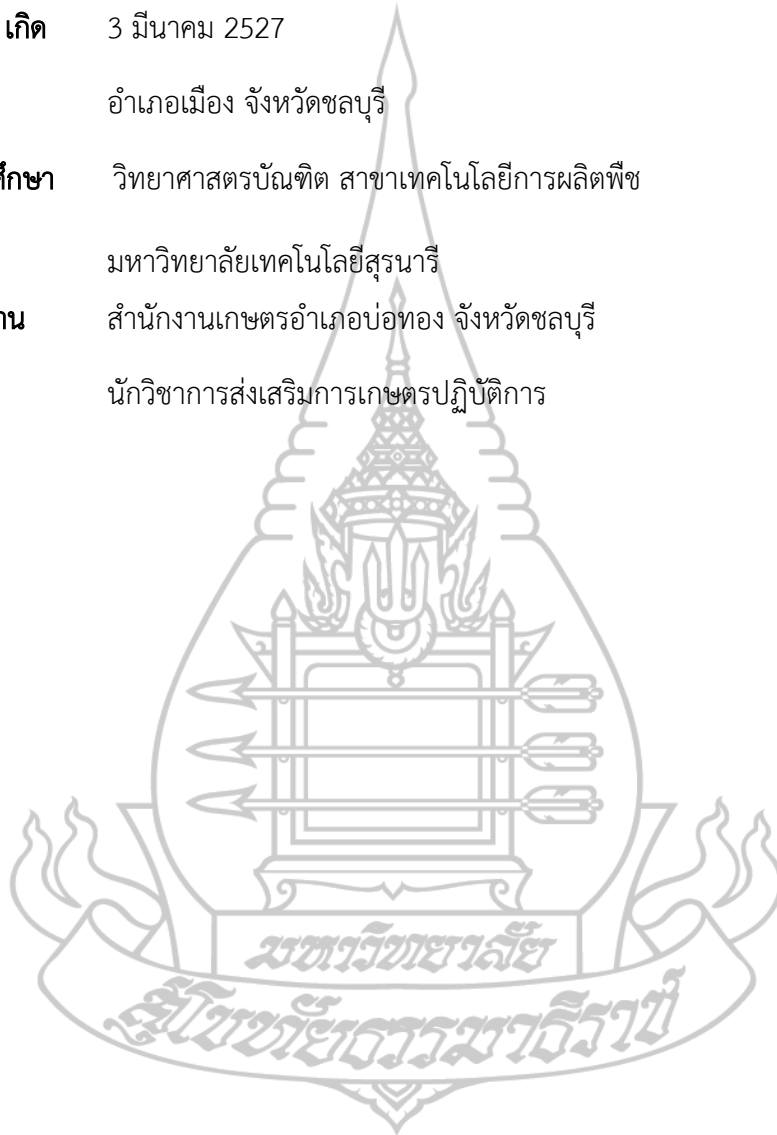 เกิด 3 มีนาคม 2527
อำเภอเมือง จังหวัดชลบุรี
ศึกษา วิทยาศาสตรบัณฑิต สาขาเทคโนโลยีการผลิตพืช
มหาวิทยาลัยเทคโนโลยีสุรนารี
าน สำนักงานเกษตรอำเภอบ่อทอง จังหวัดชลบุรี
นักวิชาการส่งเสริมการเกษตรปฏิบัติการ
มหาวิทยาลัย
สุโขทัยธรรมาธิราช